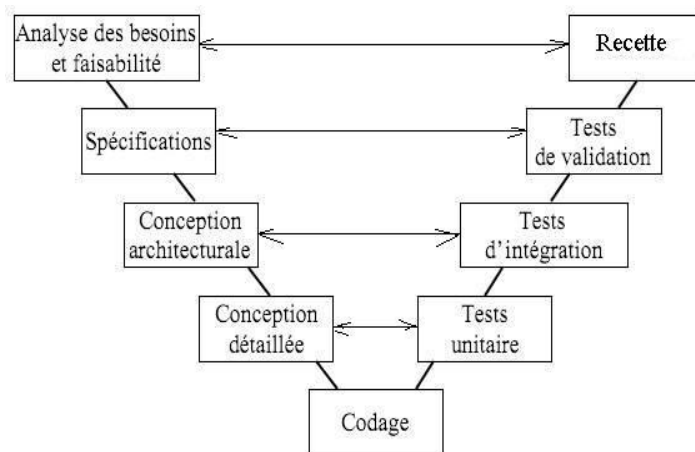 Analyse des besoins
et faisabilité
Recette
Spécifications
Tests
de validation
Conception
architecturale
Tests
d'intégration
Conception
détaillée
Tests
unitaire
Codage